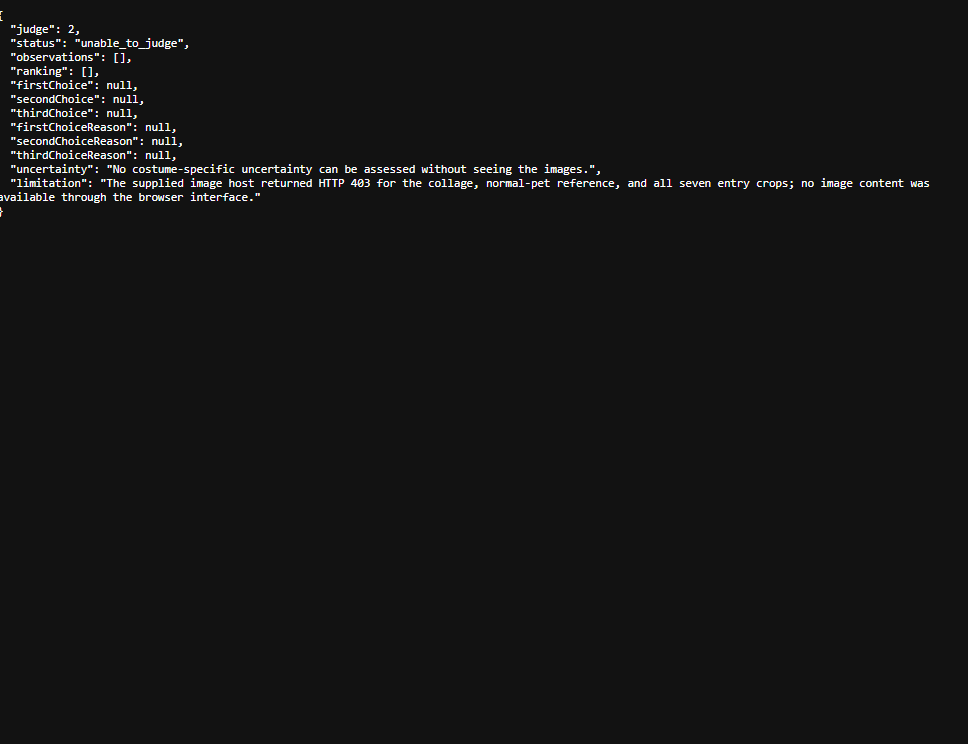 {
"judge": 2,
"status": "unable_to_judge",
"observations": [],
"ranking": [],
"firstChoice": null,
"secondChoice": null,
"thirdChoice": null,
"firstChoiceReason": null,
"secondChoiceReason": null,
"thirdChoiceReason": null,
"uncertainty": "No costume-specific uncertainty can be assessed without seeing the images.",
"limitation": "The supplied image host returned HTTP 403 for the collage, normal-pet reference, and all seven entry crops; no image content was
available through the browser interface."
}